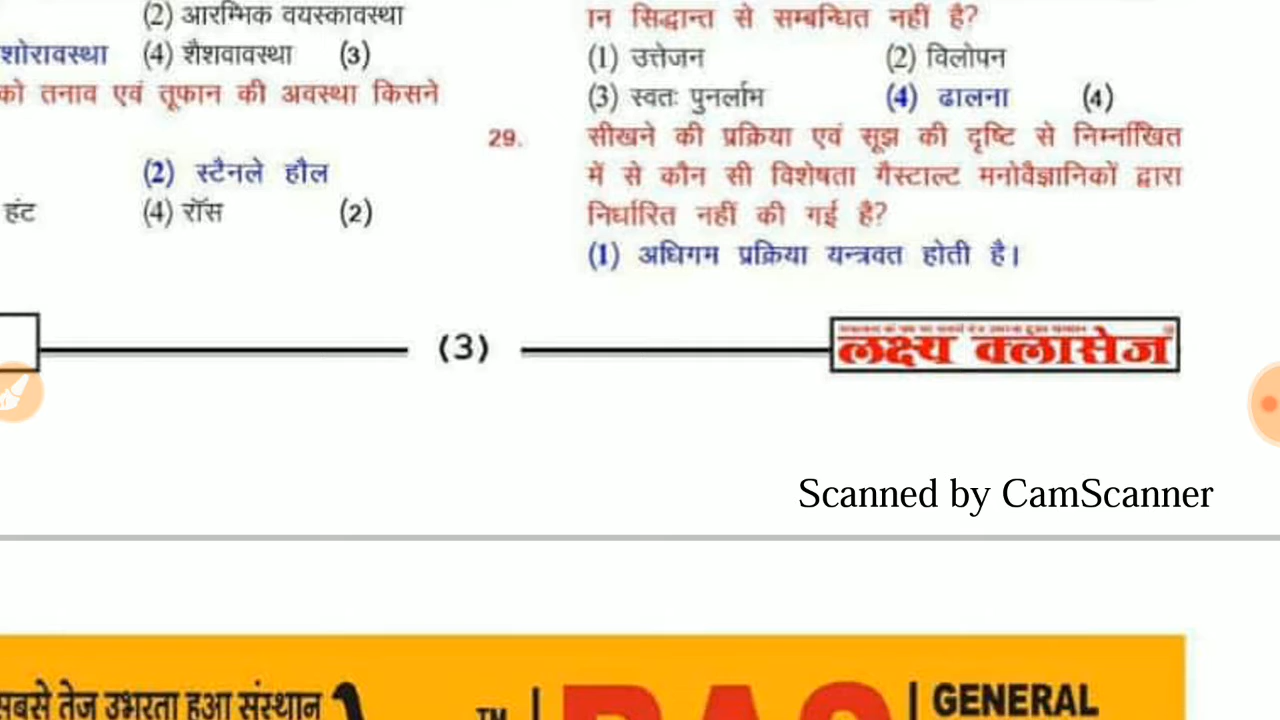 (2) आरम्भिक वयस्कावस्था
शोरावस्था (4) शैशवावस्था (3)
को तनाव एवं तूफान की अवस्था किसने
(2) स्टैनले हौल
हंट (4) रॉस (2)
ान सिद्धान्त से सम्बन्धित नहीं है?
(1) उत्तेजन (2) विलोपन
(3) स्वतः पुनर्लाभ (4) ढालना (4)
29. सीखने की प्रक्रिया एवं सूझ की दृष्टि से निम्नांखित
में से कौन सी विशेषता गैस्टाल्ट मनोवैज्ञानिकों द्वारा
निर्धारित नहीं की गई है?
(1) अधिगम प्रक्रिया यन्त्रवत होती है।
(3)
लक्ष्य क्लासेज
Scanned by CamScanner
सबसे तेज उभरता हुआ संस्थान
TM
RAS
GENERAL